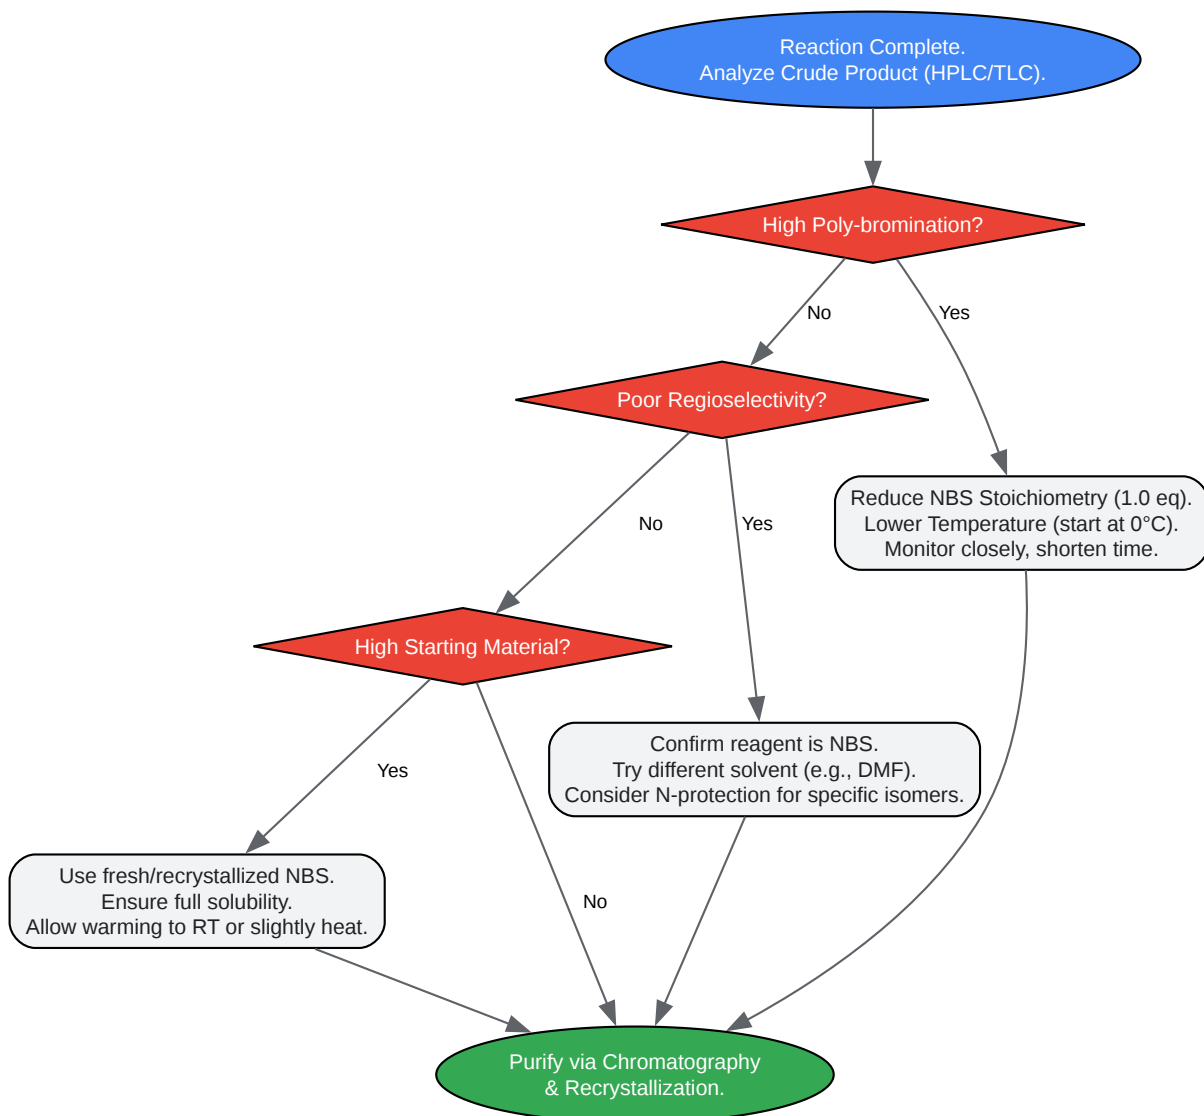 Reaction Complete.
Analyze Crude Product (HPLC/TLC).
High Poly-bromination?
No
Yes
Poor Regioselectivity?
Reduce NBS Stoichiometry (1.0 eq).
Lower Temperature (start at 0°C).
Monitor closely, shorten time.
No
Yes
High Starting Material?
Confirm reagent is NBS.
Try different solvent (e.g., DMF).
Consider N-protection for specific isomers.
Yes
No
Use fresh/recrystallized NBS.
Ensure full solubility.
Allow warming to RT or slightly heat.
Purify via Chromatography
& Recrystallization.